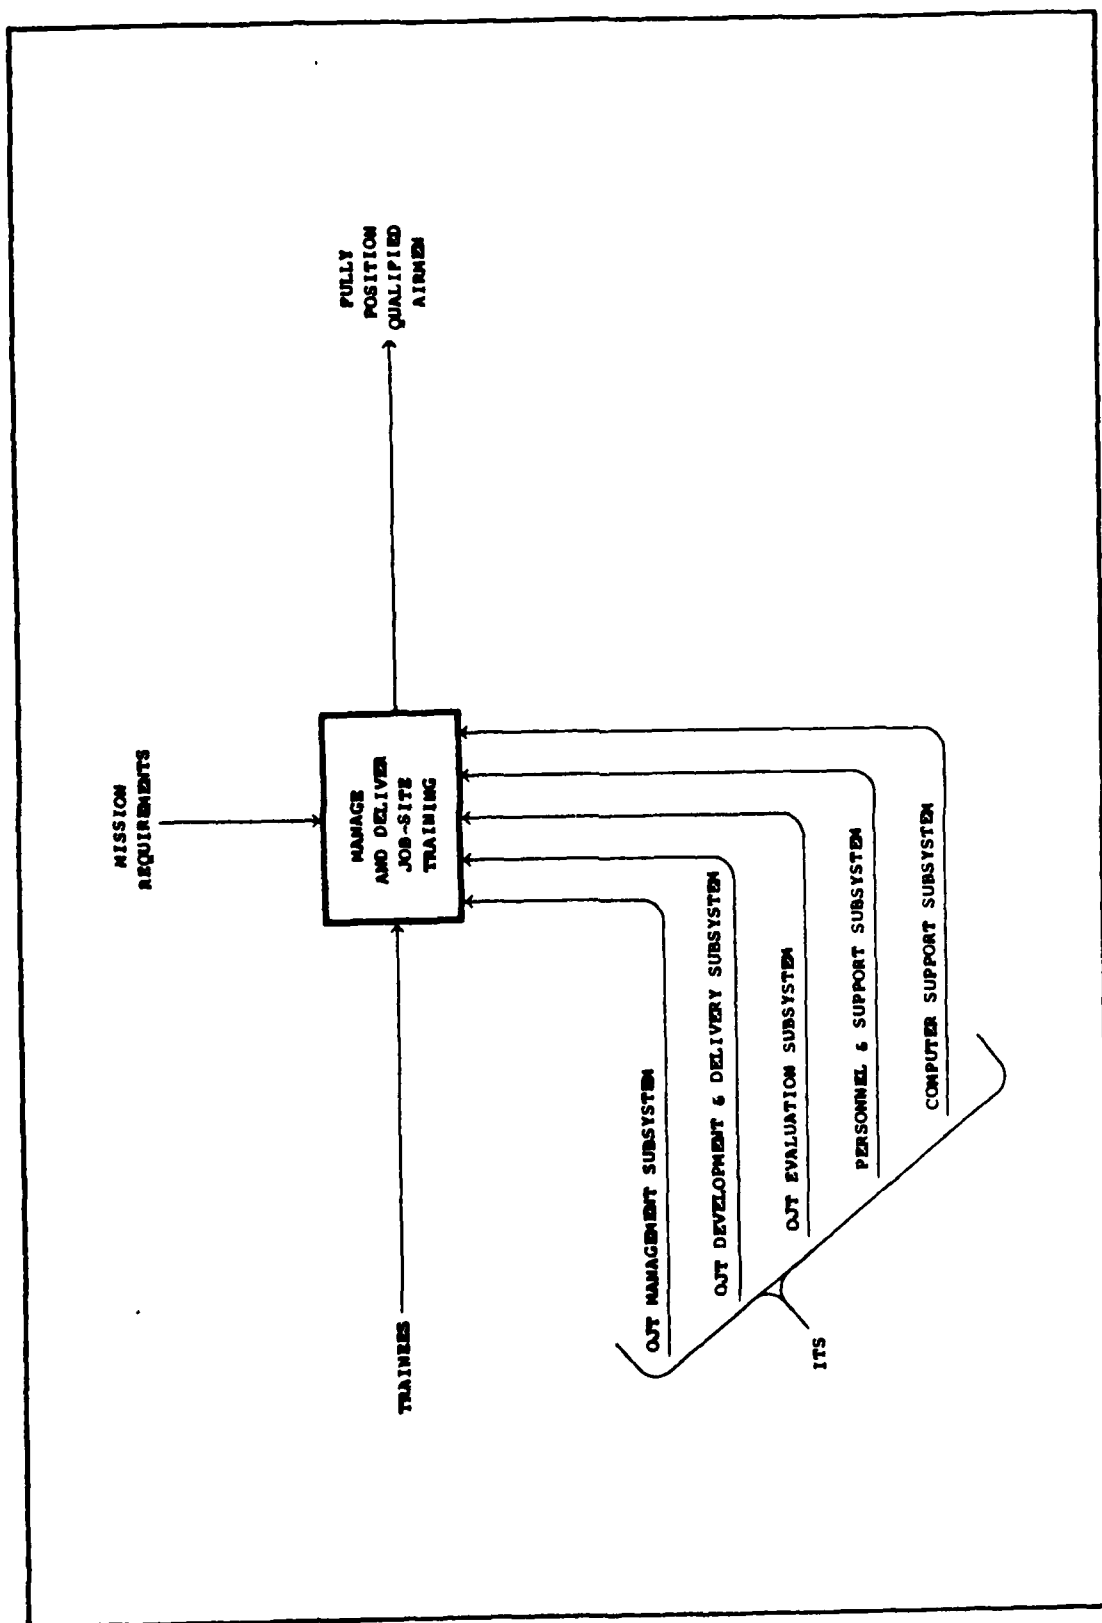 MISSION
REQUIREMENTS
TRAINEES
MANAGE
AND DELIVER
JOB-SITE
TRAINING
FULLY
POSITION
QUALIFIED
AIRMEN
OJT MANAGEMENT SUBSYSTEM
OJT DEVELOPMENT & DELIVERY SUBSYSTEM
OJT EVALUATION SUBSYSTEM
PERSONNEL & SUPPORT SUBSYSTEM
COMPUTER SUPPORT SUBSYSTEM
ITS